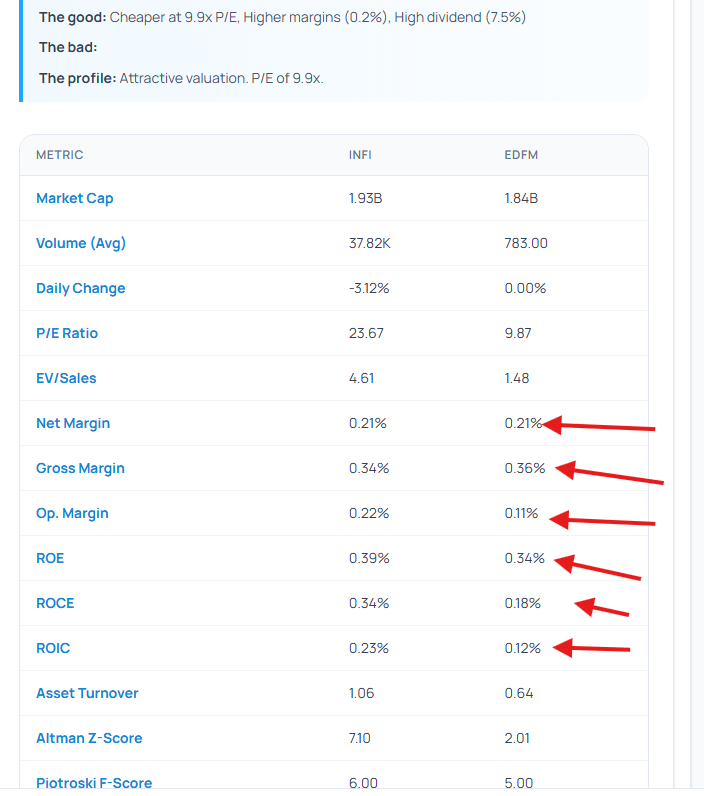 The good: Cheaper at 9.9x P/E, Higher margins (0.2%), High dividend (7.5%)
The bad:
The profile: Attractive valuation. P/E of 9.9x.
METRIC INFI EDFM
Market Cap 1.93B 1.84B
Volume (Avg) 37.82K 783.00
Daily Change -3.12% 0.00%
P/E Ratio 23.67 9.87
EV/Sales 4.61 1.48
Net Margin 0.21% 0.21%
Gross Margin 0.34% 0.36%
Op. Margin 0.22% 0.11%
ROE 0.39% 0.34%
ROCE 0.34% 0.18%
ROIC 0.23% 0.12%
Asset Turnover 1.06 0.64
Altman Z-Score 7.10 2.01
Piotroski F-Score 6.00 5.00